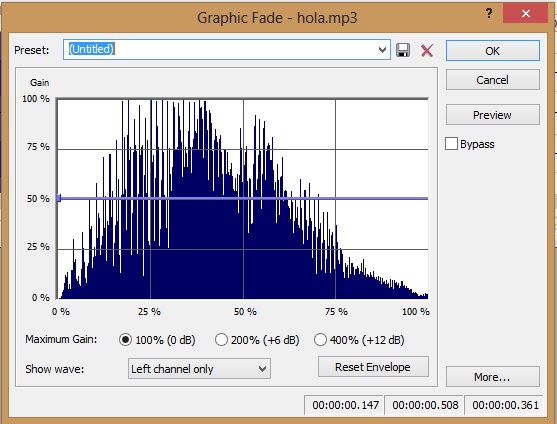 Graphic Fade - hola.mp3
? x
Preset: (Untitled)
OK
Cancel
Preview
Bypass
Gain
100 %
75 %
50 %
25 %
0 %
0 % 25 % 50 % 75 % 100 %
Maximum Gain: 100% (0 dB) 200% (+6 dB) 400% (+12 dB)
Show wave: Left channel only Reset Envelope
More...
00:00:00.147 00:00:00.508 00:00:00.361